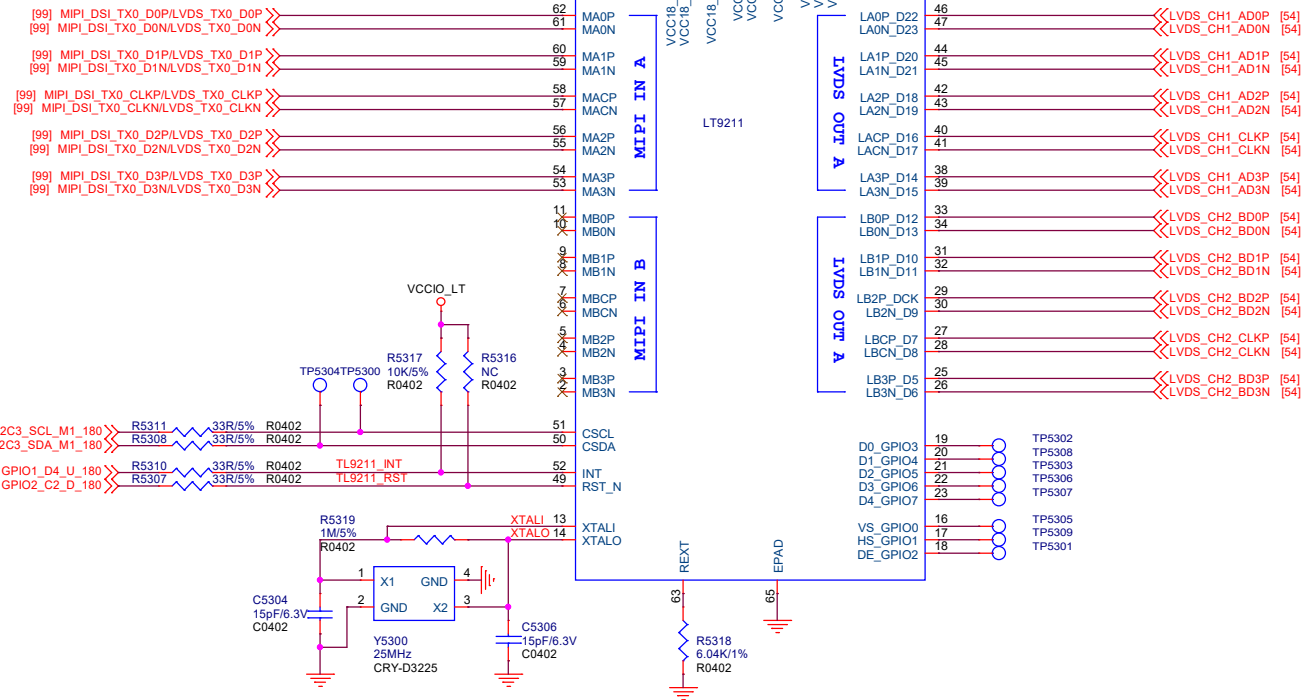 VCC18_
VCC18_
VCC18_
[99] MIPI_DSI_TX0_D0P/LVDS_TX0_D0P
[99] MIPI_DSI_TX0_D0N/LVDS_TX0_D0N
[99] MIPI_DSI_TX0_D1P/LVDS_TX0_D1P
[99] MIPI_DSI_TX0_D1N/LVDS_TX0_D1N
[99] MIPI_DSI_TX0_CLKP/LVDS_TX0_CLKP
[99] MIPI_DSI_TX0_CLKN/LVDS_TX0_CLKN
[99] MIPI_DSI_TX0_D2P/LVDS_TX0_D2P
[99] MIPI_DSI_TX0_D2N/LVDS_TX0_D2N
[99] MIPI_DSI_TX0_D3P/LVDS_TX0_D3P
[99] MIPI_DSI_TX0_D3N/LVDS_TX0_D3N
62 MA0P
61 MA0N
60 MA1P
59 MA1N
58 MACP
57 MACN
56 MA2P
55 MA2N
54 MA3P
53 MA3N
MIPI IN A
11 MB0P
10 MB0N
9 MB1P
8 MB1N
7 MBCP
6 MBCN
5 MB2P
4 MB2N
3 MB3P
2 MB3N
MIPI IN B
LT9211
LVDS OUT A
LA0P_D22 46 LVDS_CH1_AD0P [54]
LA0N_D23 47 LVDS_CH1_AD0N [54]
LA1P_D20 44 LVDS_CH1_AD1P [54]
LA1N_D21 45 LVDS_CH1_AD1N [54]
LA2P_D18 42 LVDS_CH1_AD2P [54]
LA2N_D19 43 LVDS_CH1_AD2N [54]
LACP_D16 40 LVDS_CH1_CLKP [54]
LACN_D17 41 LVDS_CH1_CLKN [54]
LA3P_D14 38 LVDS_CH1_AD3P [54]
LA3N_D15 39 LVDS_CH1_AD3N [54]
LVDS OUT A
LB0P_D12 33 LVDS_CH2_BD0P [54]
LB0N_D13 34 LVDS_CH2_BD0N [54]
LB1P_D10 31 LVDS_CH2_BD1P [54]
LB1N_D11 32 LVDS_CH2_BD1N [54]
LB2P_DCK 29 LVDS_CH2_BD2P [54]
LB2N_D9 30 LVDS_CH2_BD2N [54]
LBCP_D7 27 LVDS_CH2_CLKP [54]
LBCN_D8 28 LVDS_CH2_CLKN [54]
LB3P_D5 25 LVDS_CH2_BD3P [54]
LB3N_D6 26 LVDS_CH2_BD3N [54]
VCCIO_LT
R5317
10K/5%
R0402
R5316
NC
R0402
TP5304 TP5300
2C3_SCL_M1_180 R5311 33R/5% R0402 51 CSCL
2C3_SDA_M1_180 R5308 33R/5% R0402 50 CSDA
GPIO1_D4_U_180 R5310 33R/5% R0402 TL9211_INT 52 INT
GPIO2_C2_D_180 R5307 33R/5% R0402 TL9211_RST 49 RST_N
D0_GPIO3 19 TP5302
D1_GPIO4 20 TP5308
D2_GPIO5 21 TP5303
D3_GPIO6 22 TP5306
D4_GPIO7 23 TP5307
VS_GPIO0 16 TP5305
HS_GPIO1 17 TP5309
DE_GPIO2 18 TP5301
XTALI 13 XTALI
XTALO 14 XTALO
R5319
1M/5%
R0402
1 X1 GND 4
2 GND X2 3
C5304
15pF/6.3V
C0402
Y5300
25MHz
CRY-D3225
C5306
15pF/6.3V
C0402
REXT
63
EPAD
65
R5318
6.04K/1%
R0402